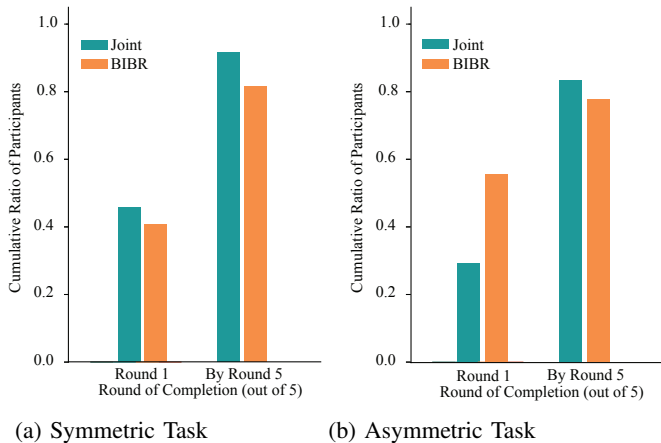 1.0
0.8
0.6
0.4
0.2
0.0
Cumulative Ratio of Participants
Joint
BIBR
Round 1 By Round 5
Round of Completion (out of 5)
(a) Symmetric Task
1.0
0.8
0.6
0.4
0.2
0.0
Cumulative Ratio of Participants
Joint
BIBR
Round 1 By Round 5
Round of Completion (out of 5)
(b) Asymmetric Task